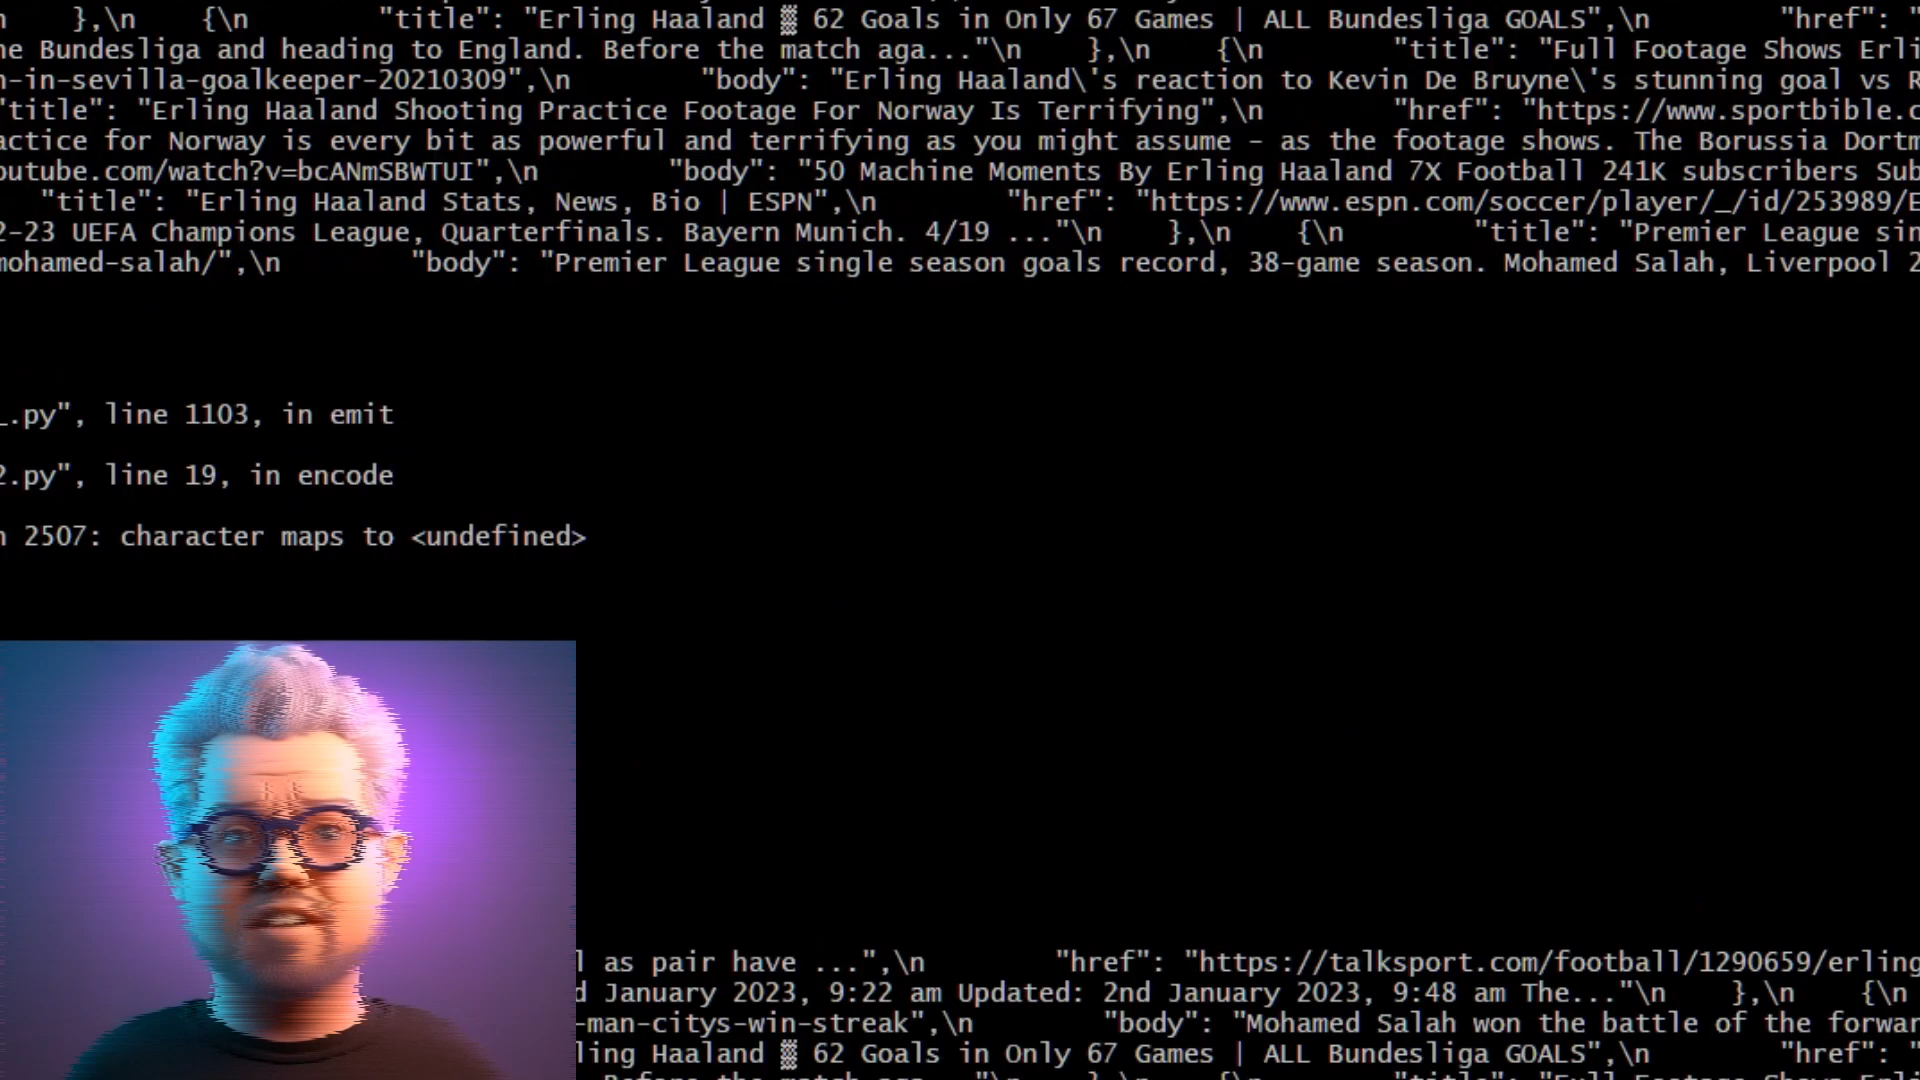 },\n    {\n        "title": "Erling Haaland ▒ 62 Goals in Only 67 Games | ALL Bundesliga GOALS",\n        "href": "
he Bundesliga and heading to England. Before the match aga..."\n    },\n    {\n        "title": "Full Footage Shows Erli
n-in-sevilla-goalkeeper-20210309",\n        "body": "Erling Haaland\'s reaction to Kevin De Bruyne\'s stunning goal vs R
"title": "Erling Haaland Shooting Practice Footage For Norway Is Terrifying",\n        "href": "https://www.sportbible.c
actice for Norway is every bit as powerful and terrifying as you might assume - as the footage shows. The Borussia Dortm
outube.com/watch?v=bcANmSBWTUI",\n        "body": "50 Machine Moments By Erling Haaland 7X Football 241K subscribers Sub
"title": "Erling Haaland Stats, News, Bio | ESPN",\n        "href": "https://www.espn.com/soccer/player/_/id/253989/E
2-23 UEFA Champions League, Quarterfinals. Bayern Munich. 4/19 ..."\n    },\n    {\n        "title": "Premier League sin
mohamed-salah/",\n        "body": "Premier League single season goals record, 38-game season. Mohamed Salah, Liverpool 2
_.py", line 1103, in emit
2.py", line 19, in encode
n 2507: character maps to <undefined>
l as pair have ...",\n        "href": "https://talksport.com/football/1290659/erling
d January 2023, 9:22 am Updated: 2nd January 2023, 9:48 am The..."\n    },\n    {\n
-man-citys-win-streak",\n        "body": "Mohamed Salah won the battle of the forwar
ling Haaland ▒ 62 Goals in Only 67 Games | ALL Bundesliga GOALS",\n        "href": "